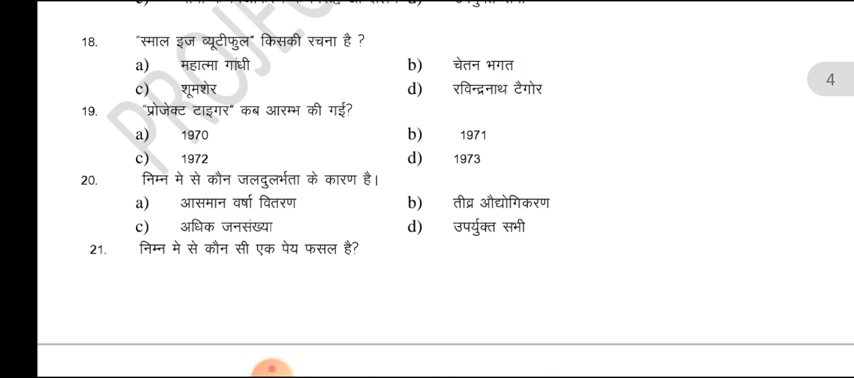 18. "स्माल इज व्यूटीफुल" किसकी रचना है ?
a) महात्मा गांधी b) चेतन भगत
4
c) शूमशेर d) रविन्द्रनाथ टैगोर
19. "प्रोजेक्ट टाइगर" कब आरम्भ की गई?
a) 1970 b) 1971
c) 1972 d) 1973
20. निम्न मे से कौन जलदुलर्भता के कारण है।
a) आसमान वर्षा वितरण b) तीव्र औद्योगिकरण
c) अधिक जनसंख्या d) उपर्युक्त सभी
21. निम्न मे से कौन सी एक पेय फसल है?